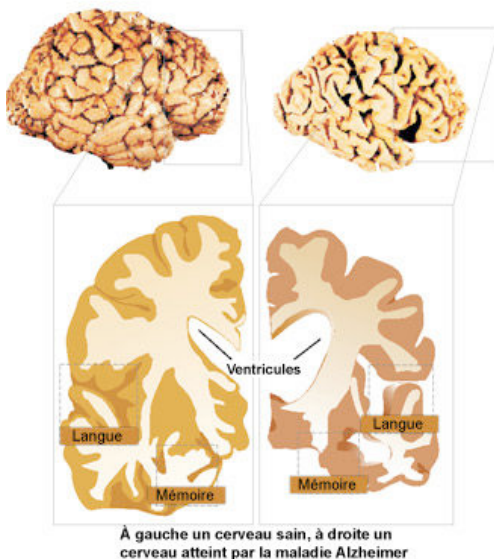 Ventricules
Langue
Langue
Mémoire
Mémoire
À gauche un cerveau sain, à droite un
cerveau atteint par la maladie Alzheimer